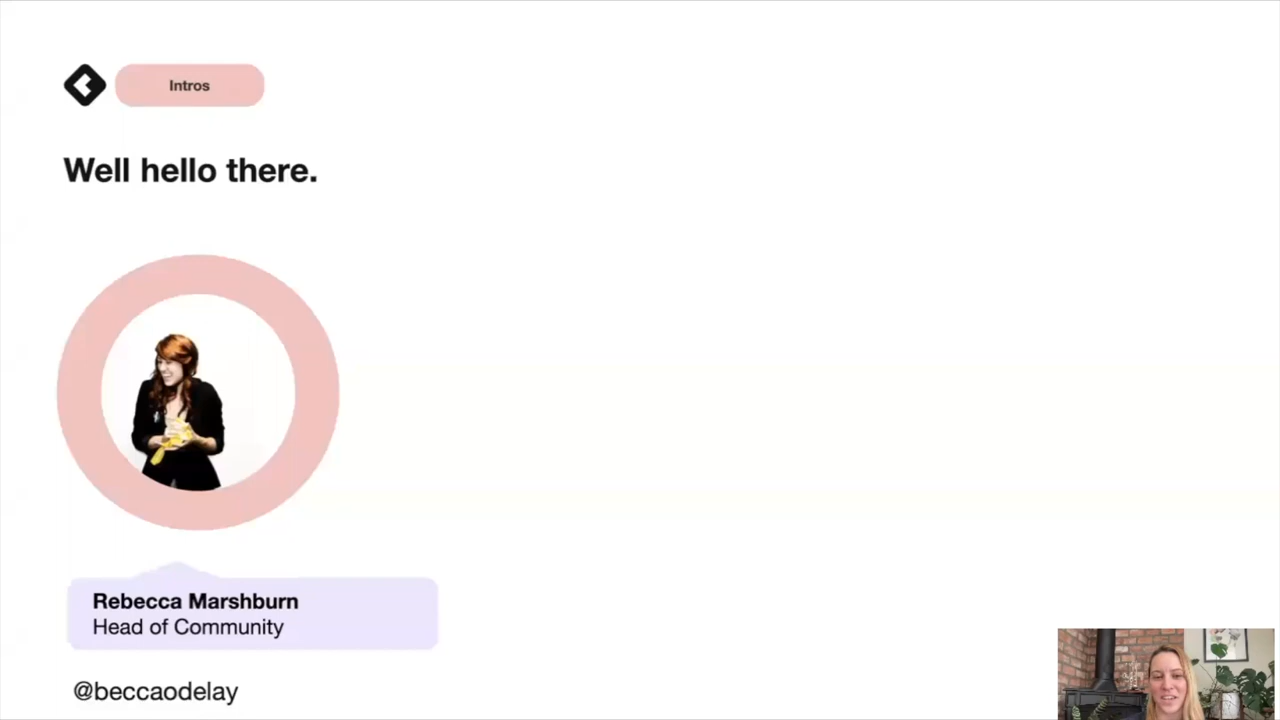 Intros
Well hello there.
Rebecca Marshburn
Head of Community
@beccaodelay